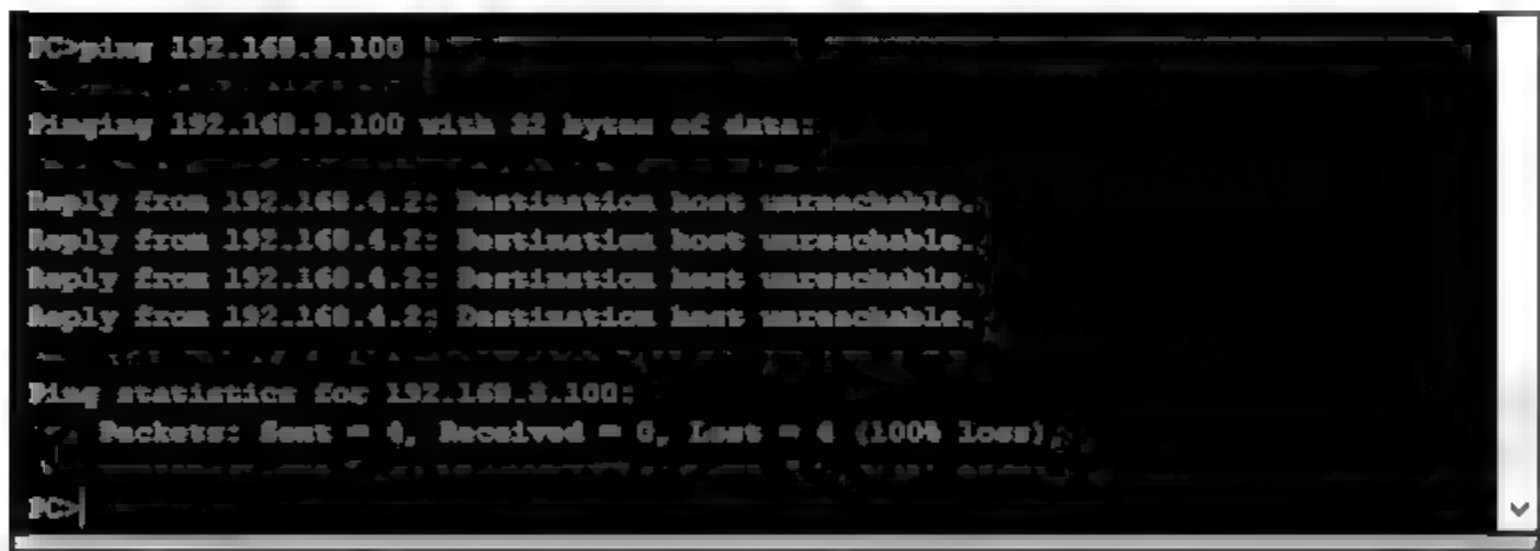 PC>ping 192.168.3.100
Pinging 192.168.3.100 with 32 bytes of data:
Reply from 192.168.4.2: Destination host unreachable.
Reply from 192.168.4.2: Destination host unreachable.
Reply from 192.168.4.2: Destination host unreachable.
Reply from 192.168.4.2: Destination host unreachable.
Ping statistics for 192.168.3.100:
Packets: Sent = 4, Received = 0, Lost = 4 (100% loss),
PC>